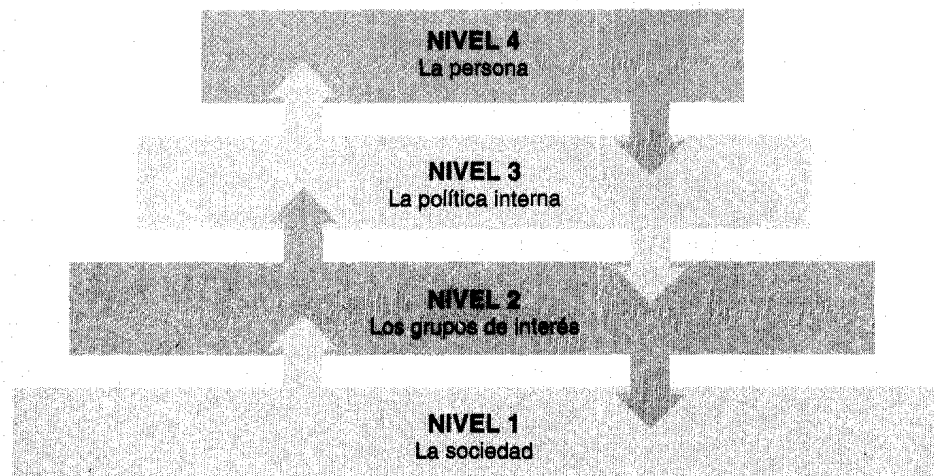 NIVEL 4
La persona
NIVEL 3
La política interna
NIVEL 2
Los grupos de interés
NIVEL 1
La sociedad